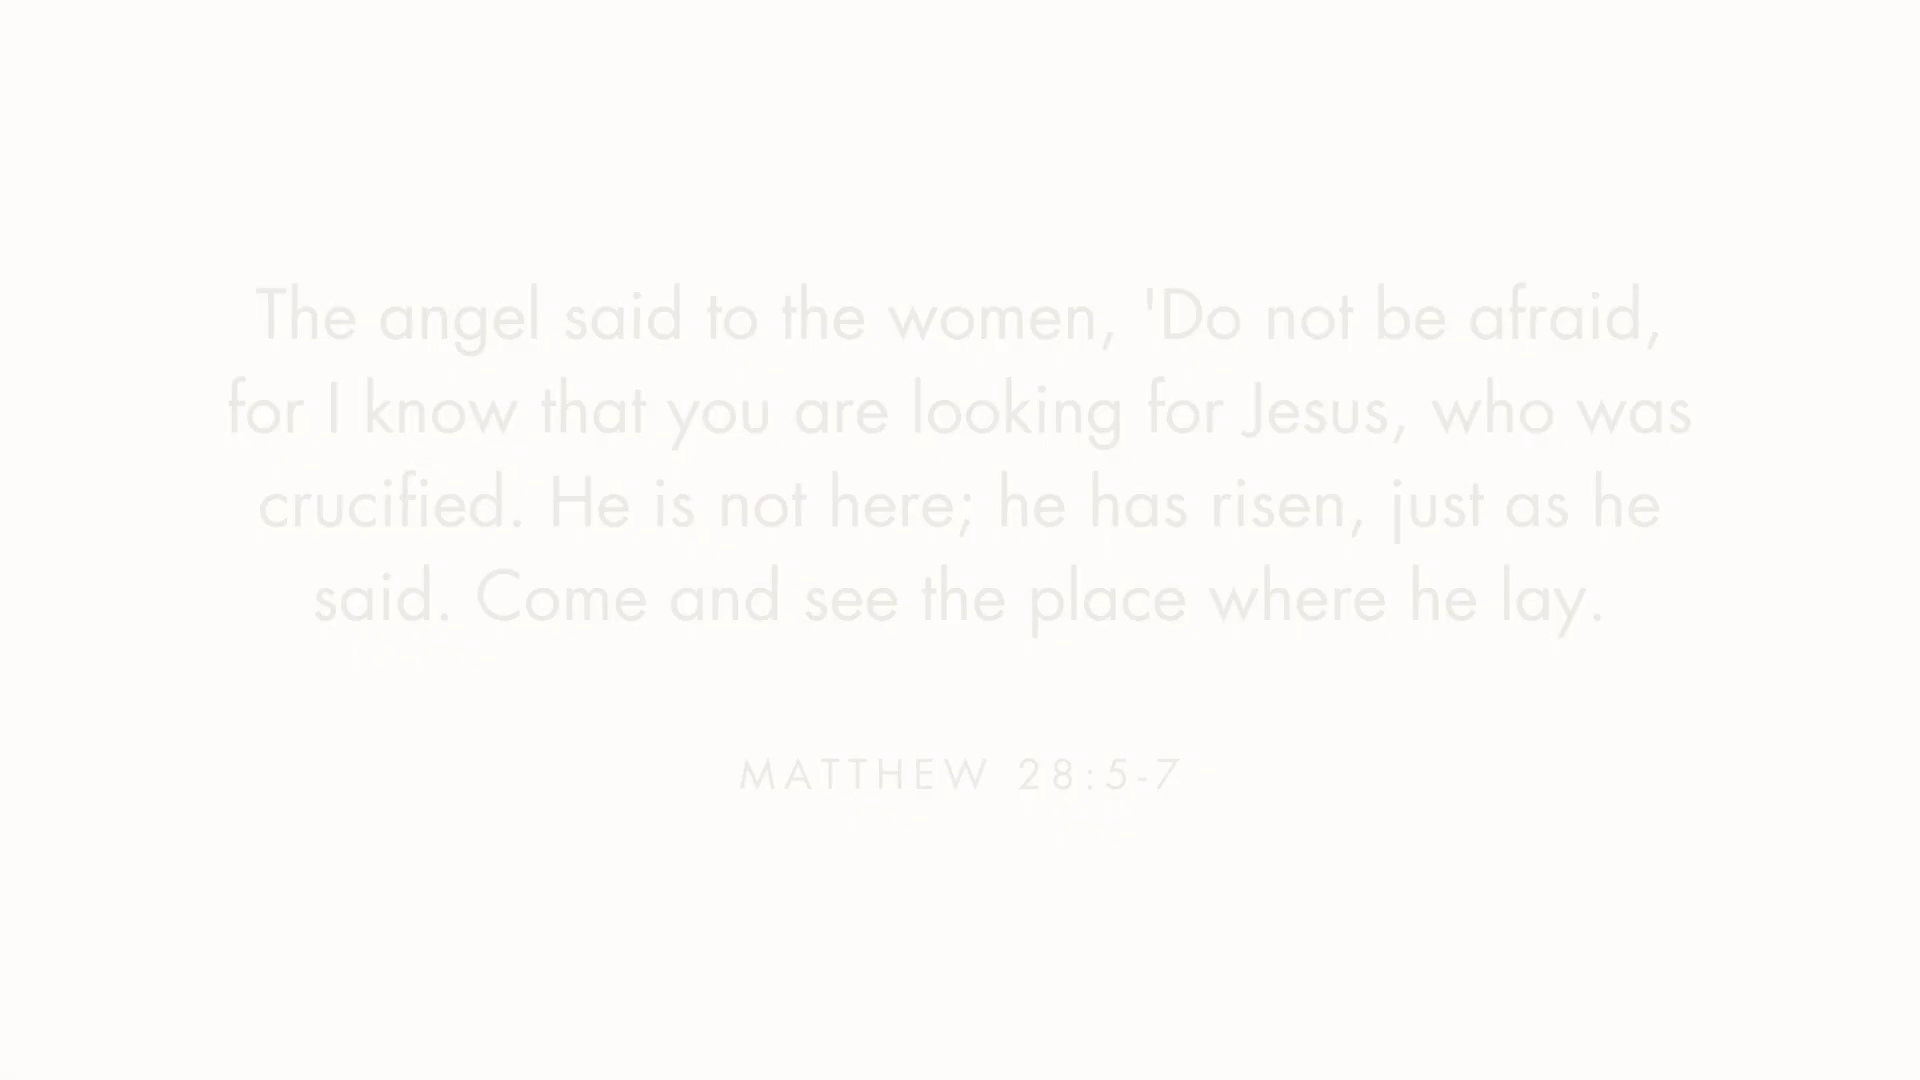 The angel said to the women, 'Do not be afraid,
for I know that you are looking for Jesus, who was
crucified. He is not here; he has risen, just as he
said. Come and see the place where he lay.
MATTHEW 28:5-7